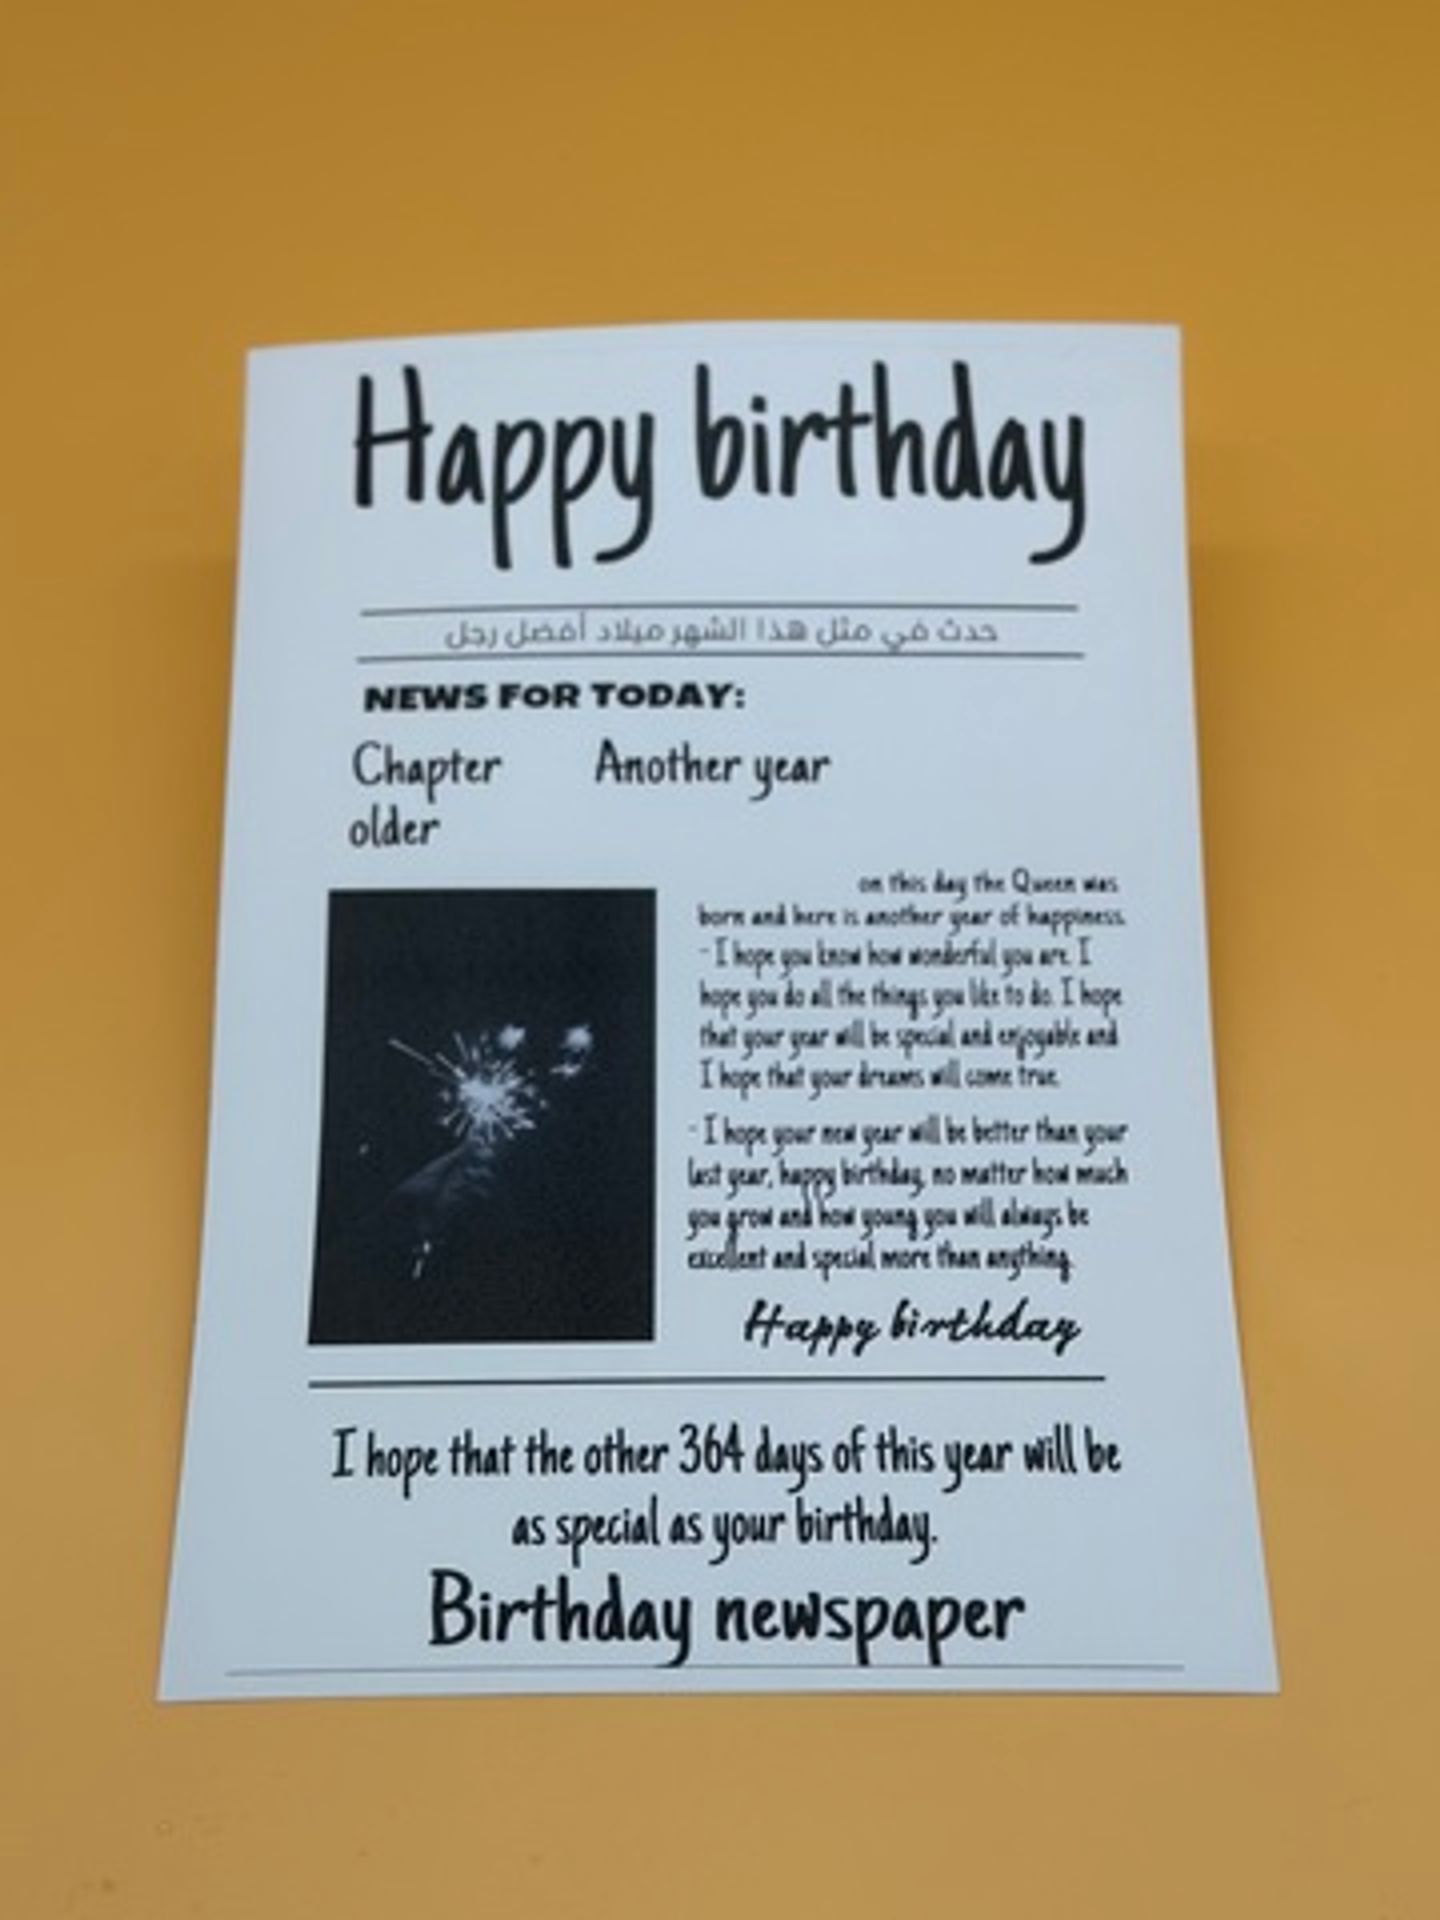 Happy birthday
حدث في مثل هذا الشهر ميلاد أفضل رجل
NEWS FOR TODAY:
Chapter Another year
older
on this day the Queen was
born and here is another year of happiness.
- I hope you know how wonderful you are. I
hope you do all the things you like to do. I hope
that your year will be special and enjoyable and
I hope that your dreams will come true.
- I hope your new year will be better than your
last year, happy birthday, no matter how much
you grow and how young you will always be
excellent and special more than anything.
Happy birthday
I hope that the other 364 days of this year will be
as special as your birthday.
Birthday newspaper